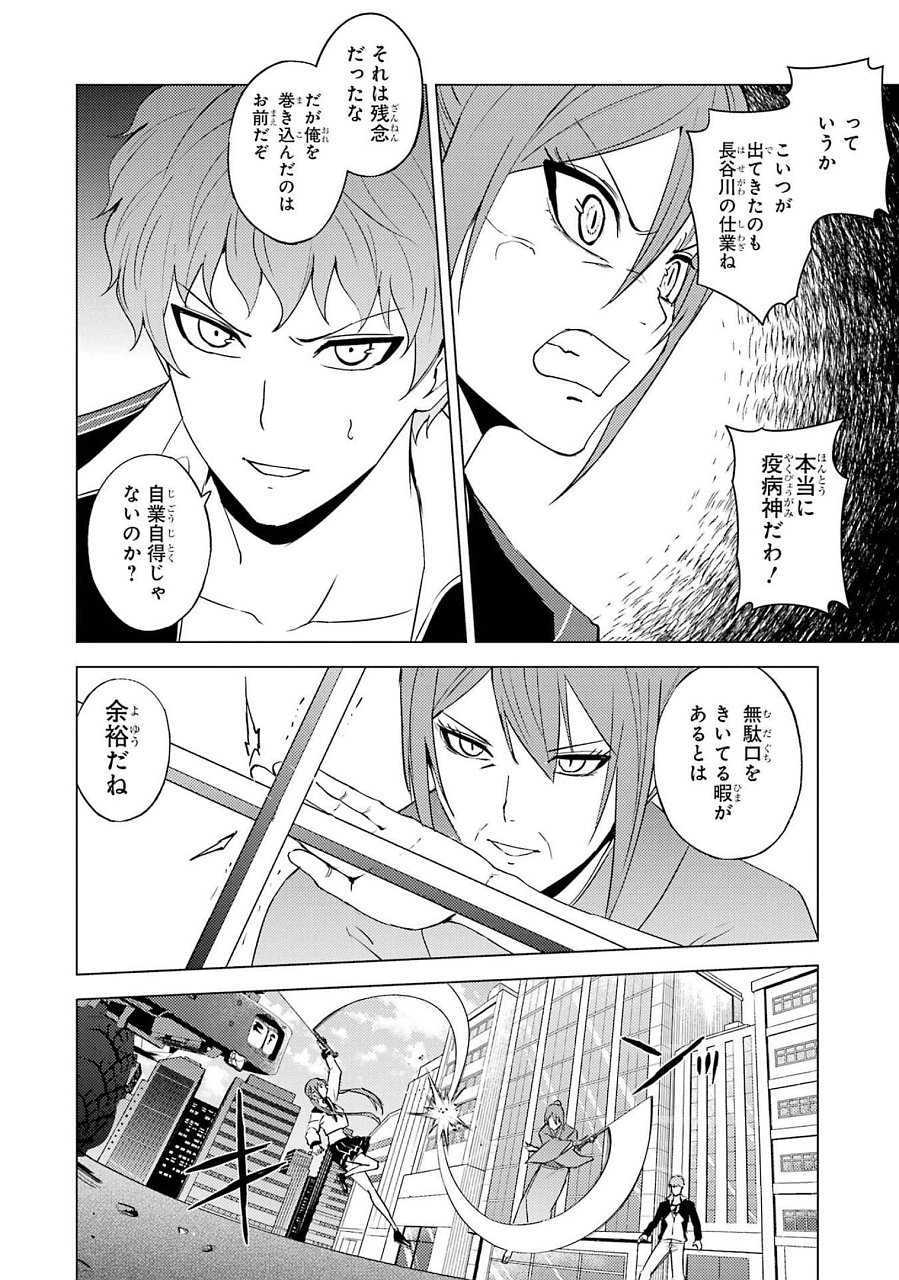 って
いうか
こいつが
出てきたのも
長谷川の仕業ね
本当に
疫病神だわ！
それは残念
だったな
だが俺を
巻き込んだのは
お前だぞ
自業自得じゃ
ないのか？
無駄口を
きいてる暇が
あるとは
余裕だね